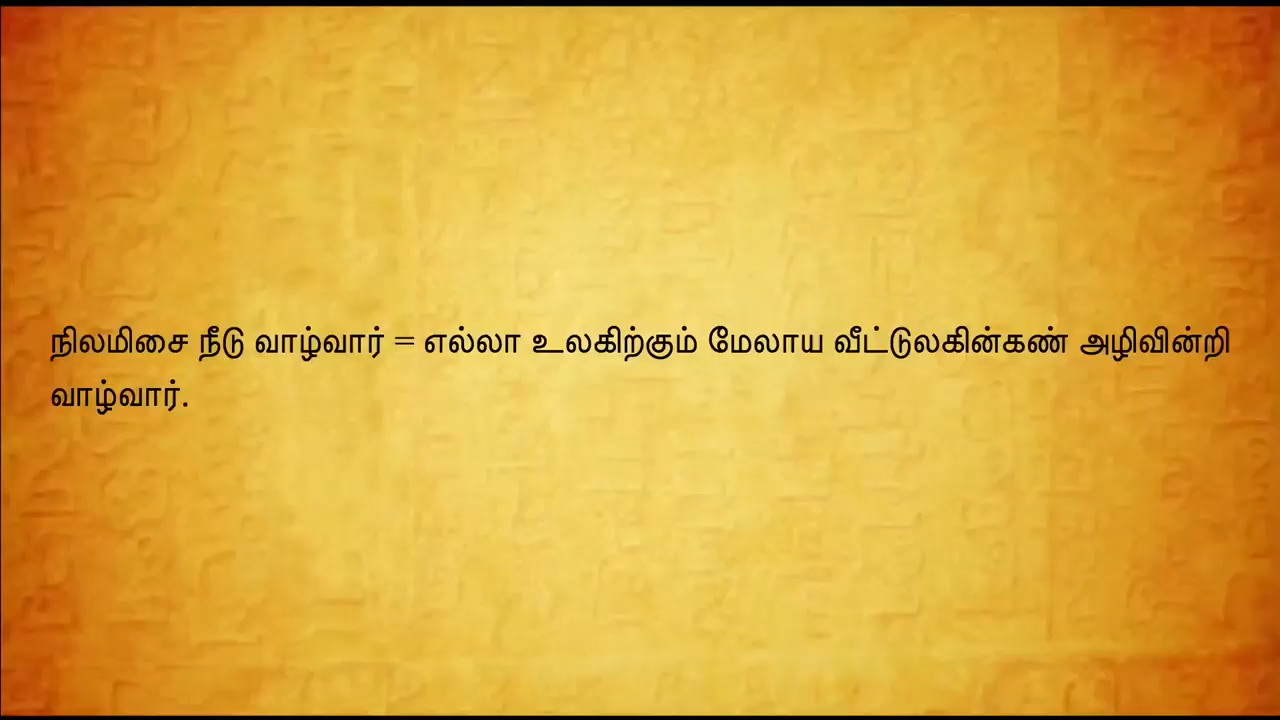 நிலமிசை நீடு வாழ்வார் = எல்லா உலகிற்கும் மேலாய வீட்டுலகின்கண் அழிவின்றி
வாழ்வார்.